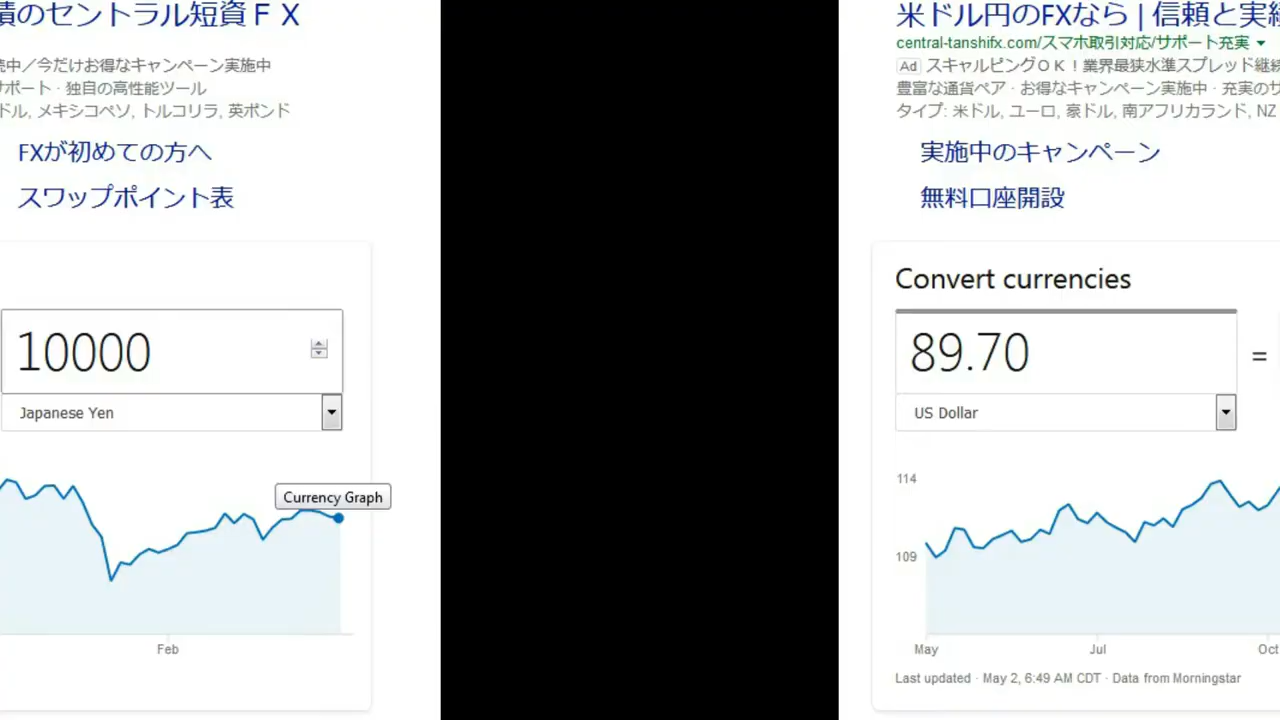 績のセントラル短資ＦＸ
中／今だけお得なキャンペーン実施中
サポート · 独自の高性能ツール
ドル, メキシコペソ, トルコリラ, 英ポンド
FXが初めての方へ
スワップポイント表
10000
Japanese Yen
Currency Graph
Feb
米ドル円のFXなら | 信頼と実績
central-tanshifx.com/スマホ取引対応/サポート充実
Ad スキャルピングＯＫ！業界最狭水準スプレッド継続
豊富な通貨ペア · お得なキャンペーン実施中 · 充実のサ
タイプ: 米ドル, ユーロ, 豪ドル, 南アフリカランド, NZ
実施中のキャンペーン
無料口座開設
Convert currencies
89.70
=
US Dollar
114
109
May Jul Oct
Last updated · May 2, 6:49 AM CDT · Data from Morningstar